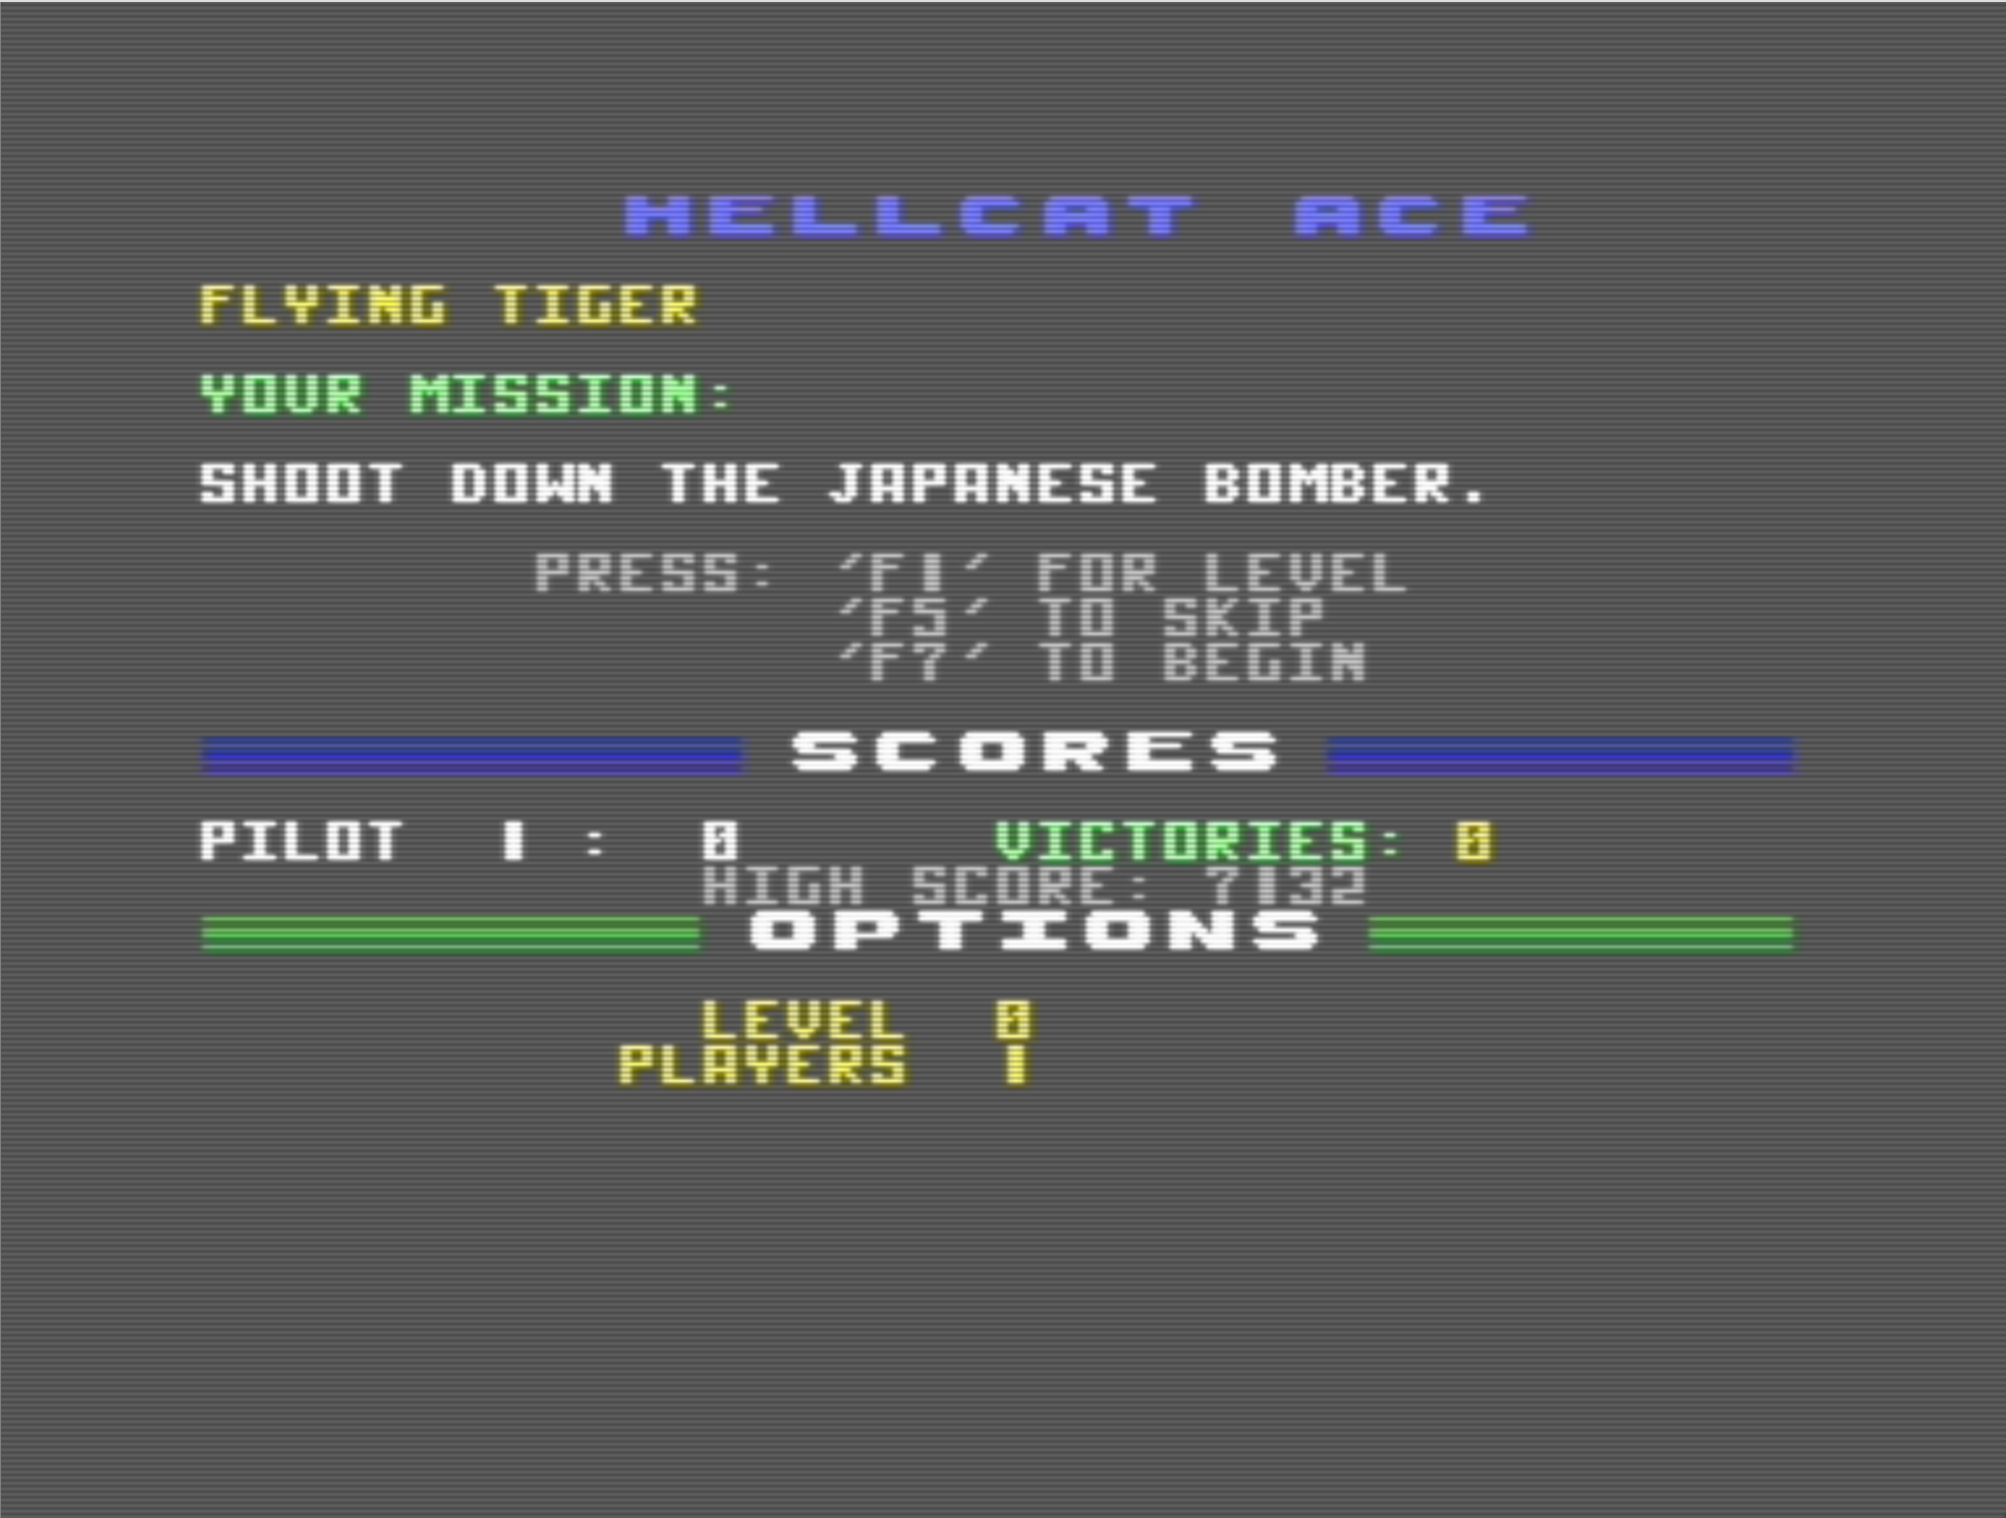 HELLCAT ACE
FLYING TIGER
YOUR MISSION:
SHOOT DOWN THE JAPANESE BOMBER.
PRESS: 'F1' FOR LEVEL
'F5' TO SKIP
'F7' TO BEGIN
SCORES
PILOT 1 : 0 VICTORIES: 0
HIGH SCORE: 7132
OPTIONS
LEVEL 0
PLAYERS 1